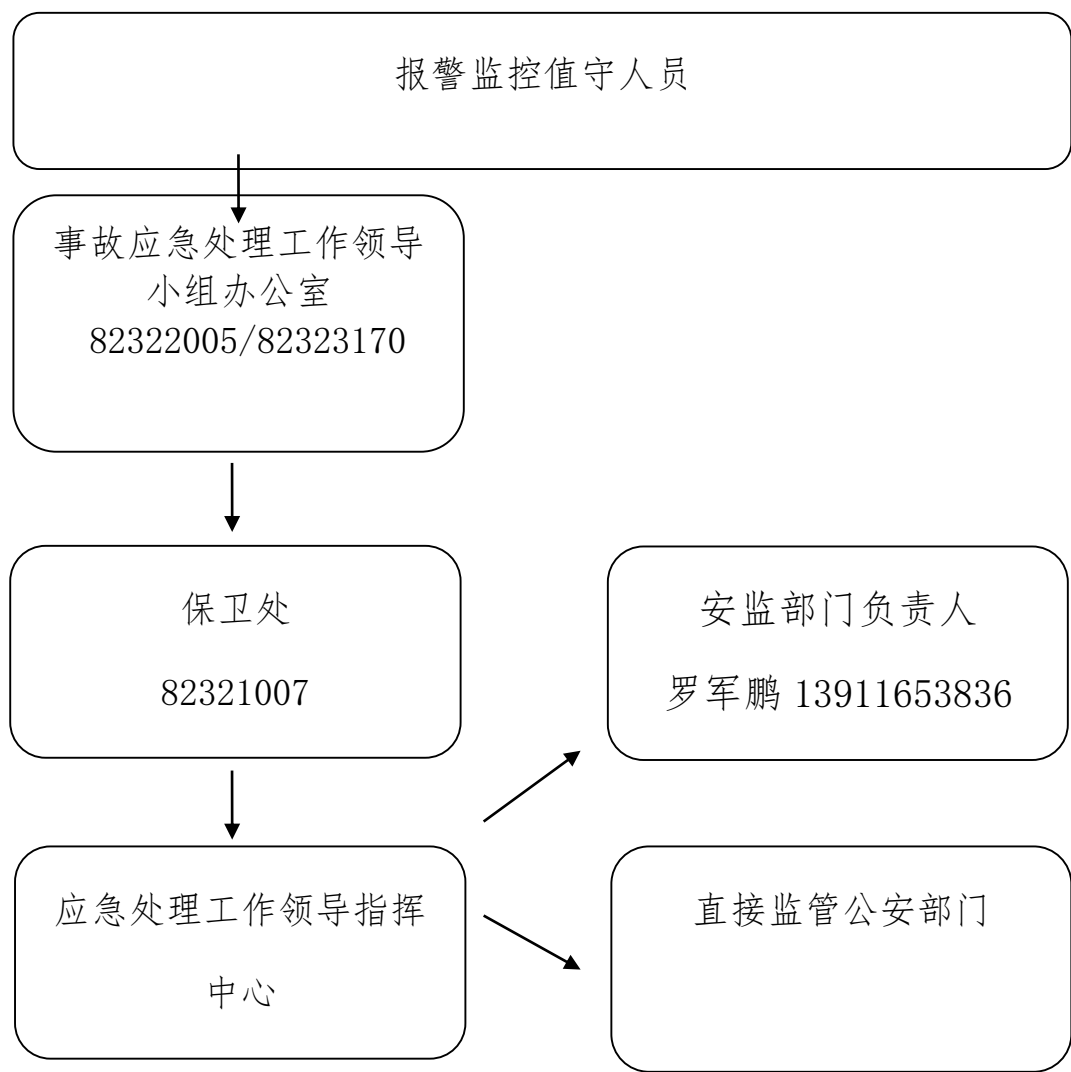 报警监控值守人员
事故应急处理工作领导
小组办公室
82322005/82323170
保卫处
82321007
安监部门负责人
罗军鹏 13911653836
应急处理工作领导指挥
中心
直接监管公安部门